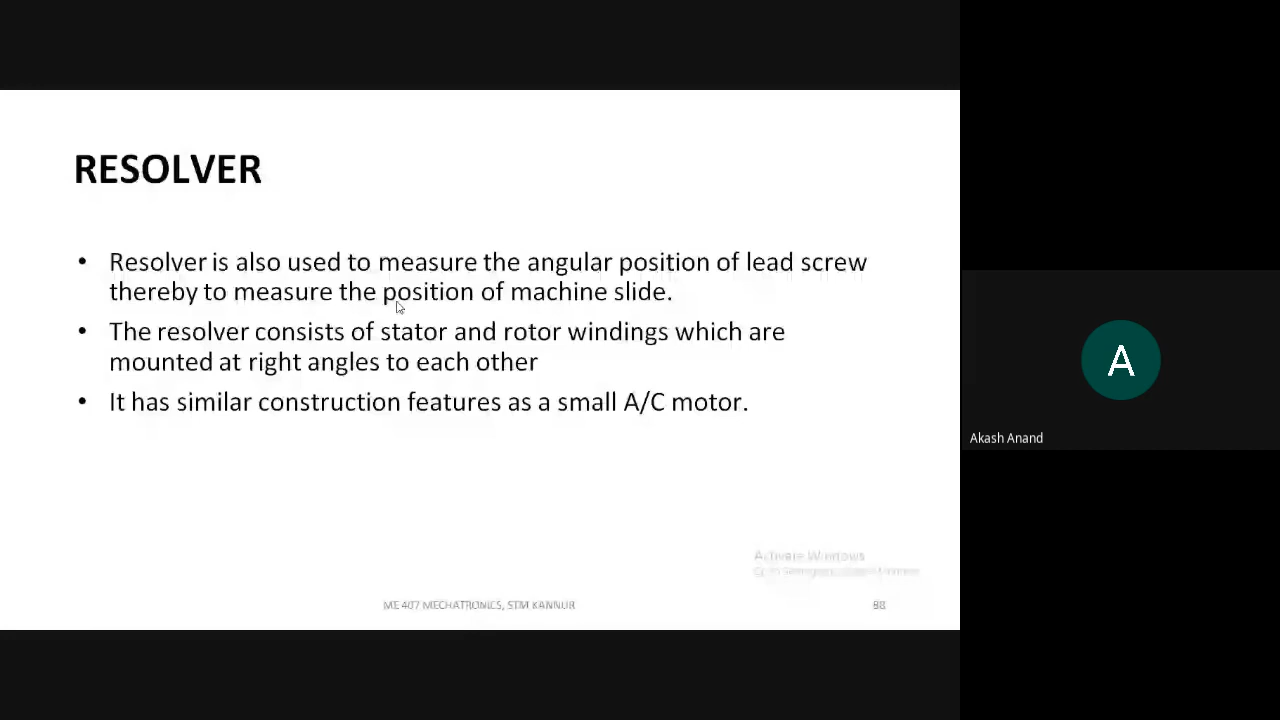 RESOLVER
• Resolver is also used to measure the angular position of lead screw
thereby to measure the position of machine slide.
• The resolver consists of stator and rotor windings which are
mounted at right angles to each other
• It has similar construction features as a small A/C motor.
Activate Windows
ME 407 MECHATRONICS, STM KANNUR
88
A
Akash Anand